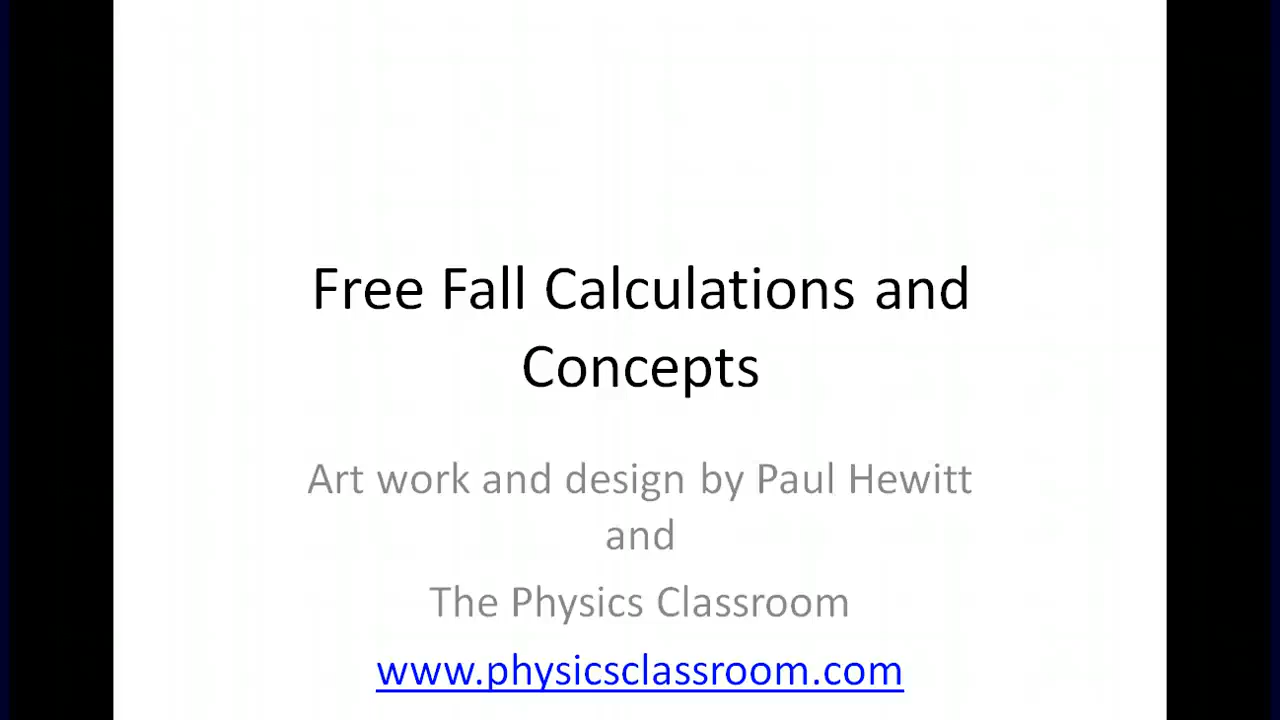 Free Fall Calculations and
Concepts
Art work and design by Paul Hewitt
and
The Physics Classroom
www.physicsclassroom.com